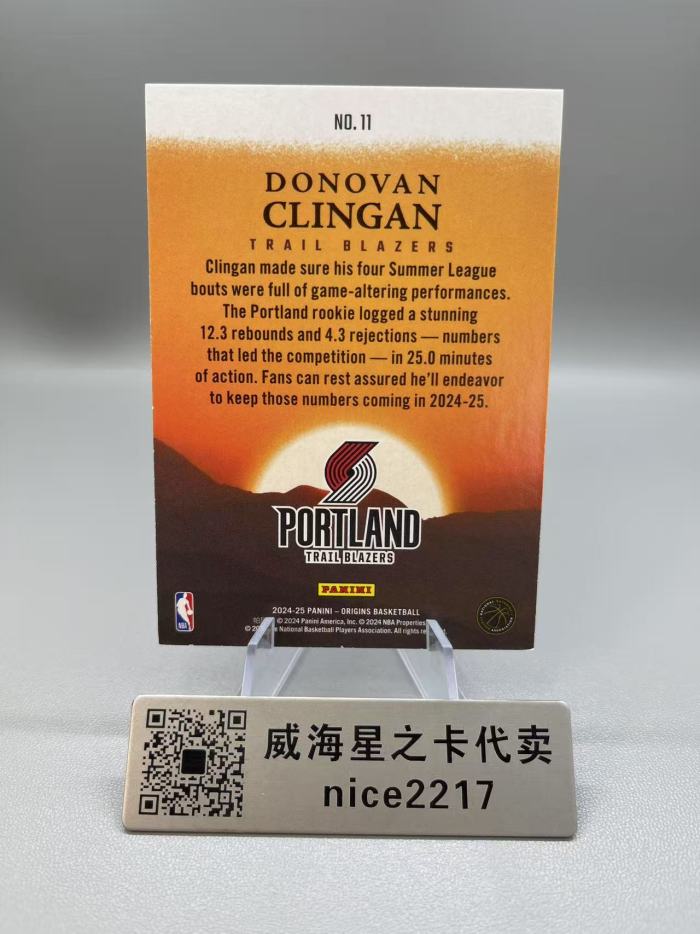 NO. 11
DONOVAN
CLINGAN
TRAIL BLAZERS
Clingan made sure his four Summer League
bouts were full of game-altering performances.
The Portland rookie logged a stunning
12.3 rebounds and 4.3 rejections — numbers
that led the competition — in 25.0 minutes
of action. Fans can rest assured he'll endeavor
to keep those numbers coming in 2024-25.
PORTLAND
TRAIL BLAZERS
PANINI
2024-25 PANINI – ORIGINS BASKETBALL
© 2024 Panini America, Inc. © 2024 NBA Properties
National Basketball Players Association. All rights
NBA
威海星之卡代卖
nice2217